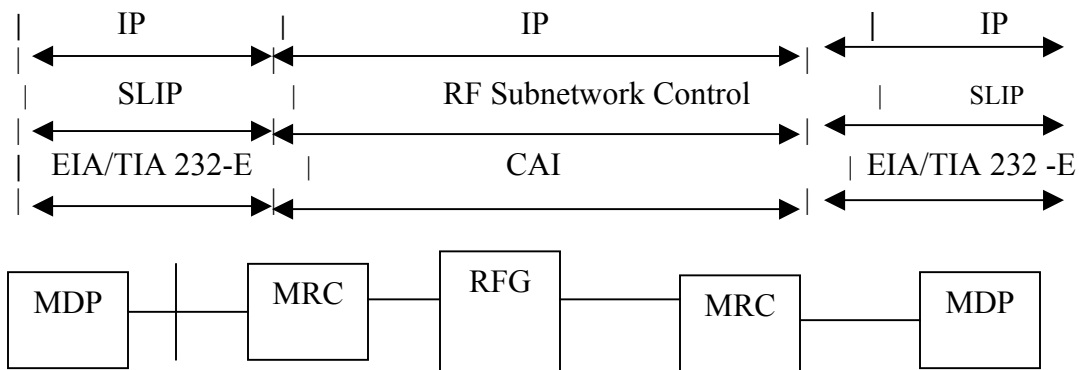 IP IP IP
SLIP RF Subnetwork Control SLIP
EIA/TIA 232-E CAI EIA/TIA 232 -E
MDP MRC RFG MRC MDP